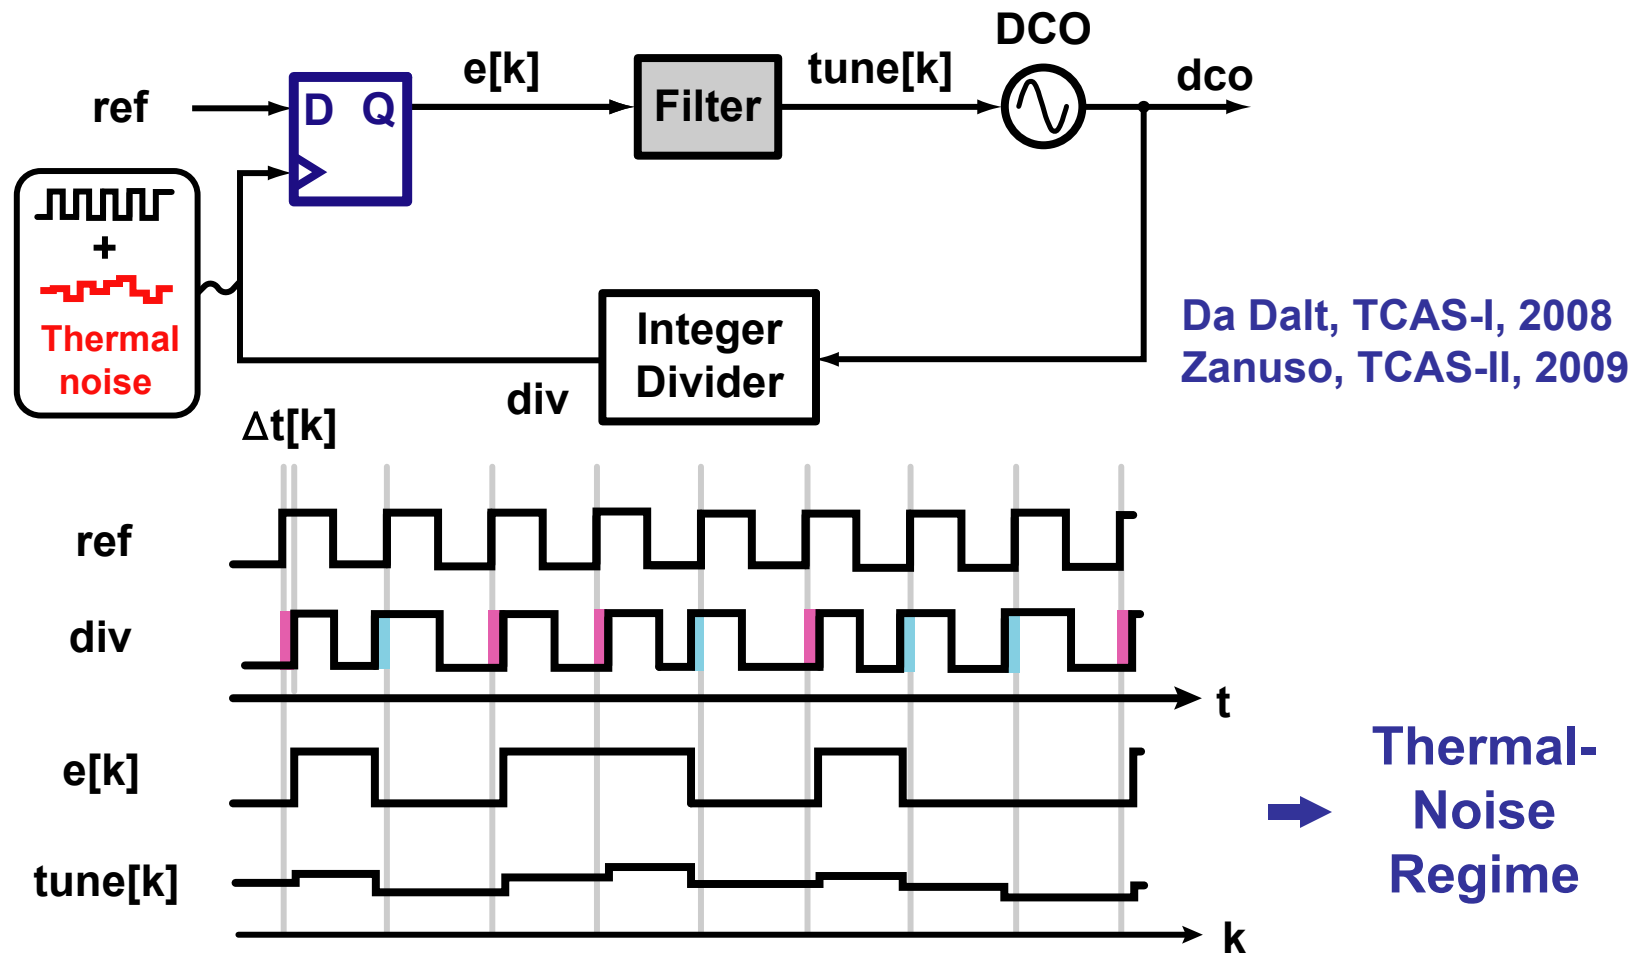 DCO
e[k]
tune[k]
dco
ref
D Q
Filter
+
Thermal
noise
Integer
Divider
div
Da Dalt, TCAS-I, 2008
Zanuso, TCAS-II, 2009
Δt[k]
ref
div
t
e[k]
tune[k]
k
Thermal-
Noise
Regime